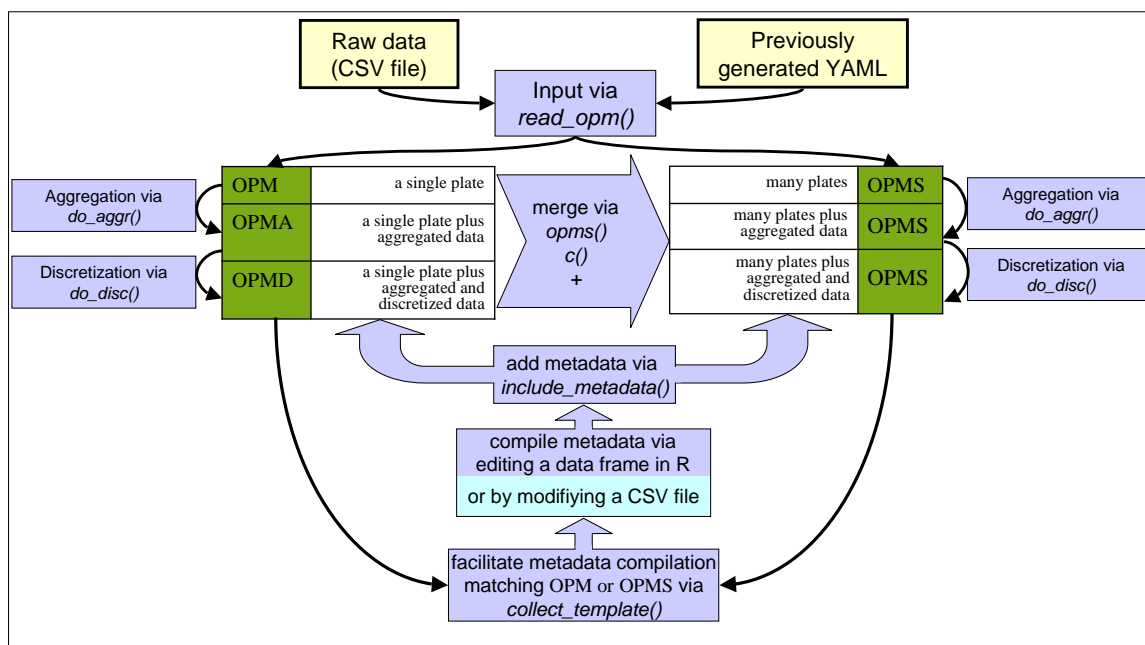 Raw data
(CSV file)
Previously
generated YAML
Input via
read_opm()
Aggregation via
do_aggr()
Discretization via
do_disc()
OPM
a single plate
OPMA
a single plate plus
aggregated data
OPMD
a single plate plus
aggregated and
discretized data
merge via
opms()
c()
+
many plates
OPMS
many plates plus
aggregated data
OPMS
many plates plus
aggregated and
discretized data
OPMS
Aggregation via
do_aggr()
Discretization via
do_disc()
add metadata via
include_metadata()
compile metadata via
editing a data frame in R
or by modifiying a CSV file
facilitate metadata compilation
matching OPM or OPMS via
collect_template()